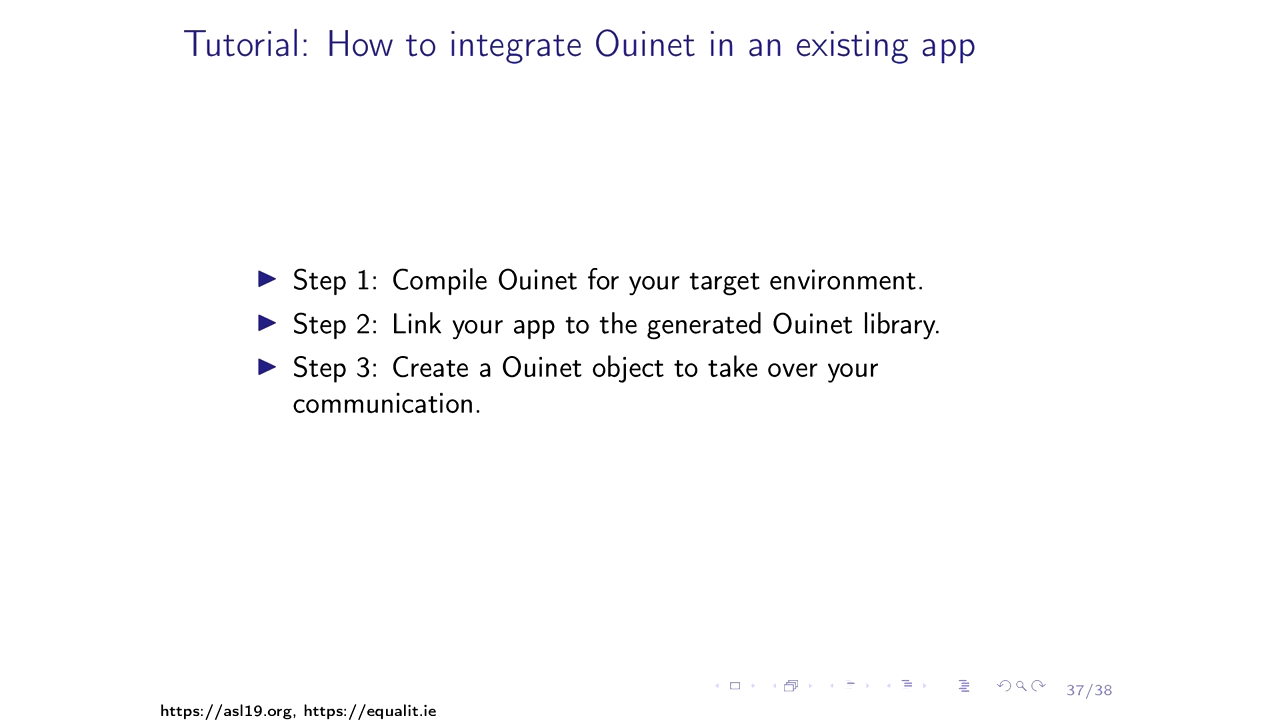 Tutorial: How to integrate Ouinet in an existing app
▶ Step 1: Compile Ouinet for your target environment.
▶ Step 2: Link your app to the generated Ouinet library.
▶ Step 3: Create a Ouinet object to take over your
communication.
37/38
https://asl19.org, https://equalit.ie